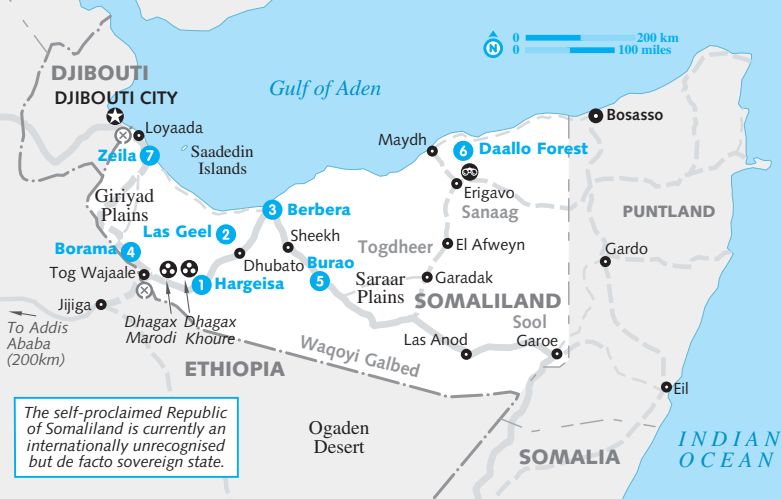 0
200 km
N
0
100 miles
DJIBOUTI
DJIBOUTI CITY
Gulf of Aden
Bosasso
Loyaada
Maydh
6
Daallo Forest
Zeila
7
Saadedin
Islands
Erigavo
Giriyad
Plains
Sanaag
PUNTLAND
3
Berbera
Las Geel
2
Sheekh
Togdheer
El Afweyn
Borama
4
Dhubato
Burao
Gardo
Tog Wajaale
5
Saraar
Plains
Garadak
1
Hargeisa
SOMALILAND
Jijiga
Dhagax
Marodi
Dhagax
Khoure
Sool
To Addis
Ababa
(200km)
Las Anod
Garoe
Waqoyi Galbed
ETHIOPIA
Eil
The self-proclaimed Republic
of Somaliland is currently an
internationally unrecognised
but de facto sovereign state.
Ogaden
Desert
INDIAN
OCEAN
SOMALIA